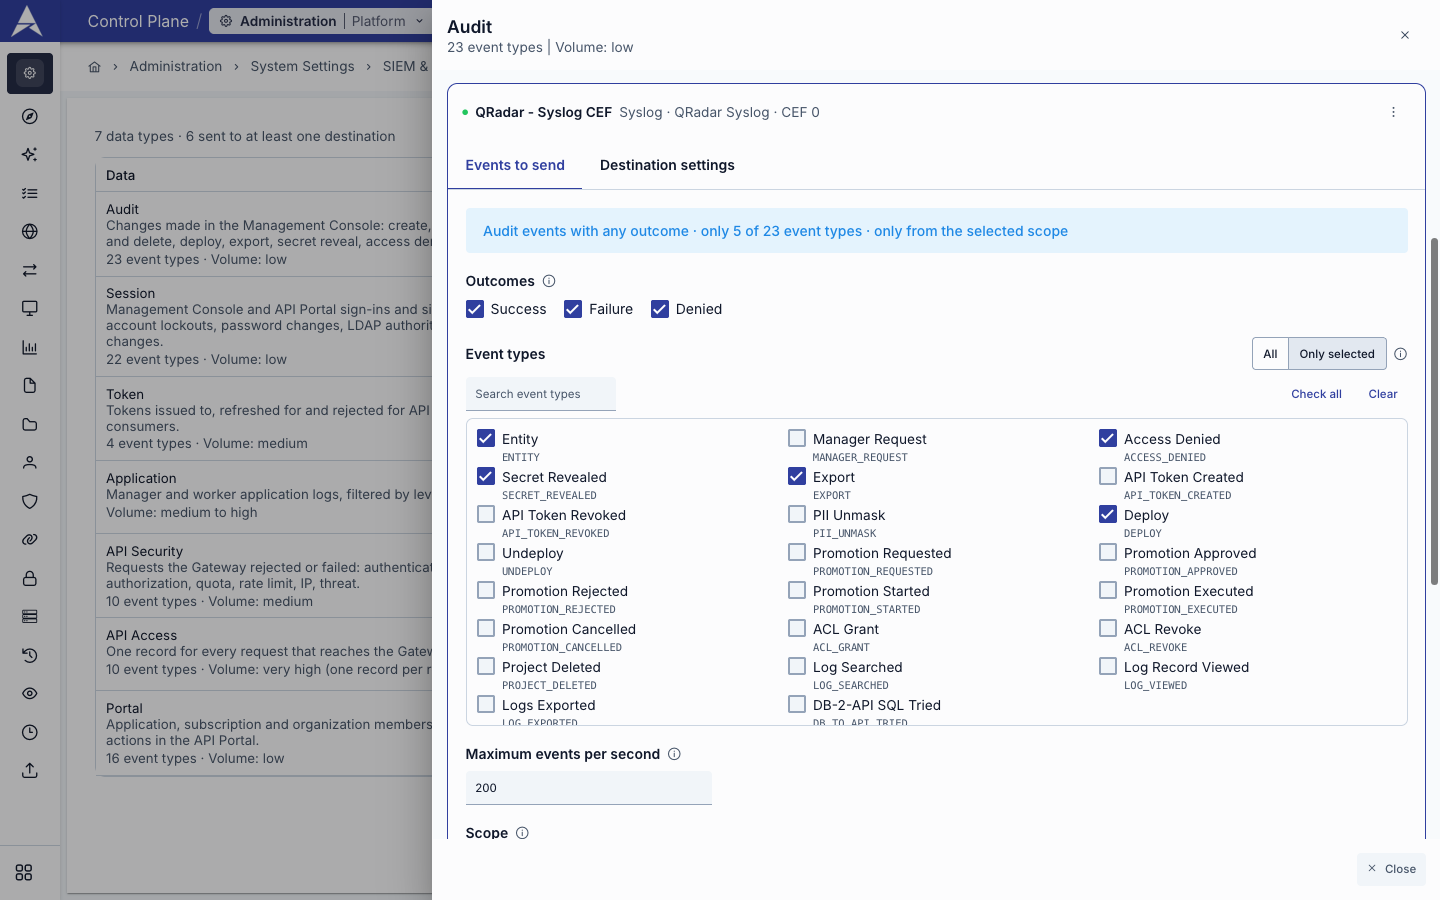 Control Plane / Administration | Platform
Administration > System Settings > SIEM &
7 data types · 6 sent to at least one destination
Data
Audit
Changes made in the Management Console: create,
and delete, deploy, export, secret reveal, access de
23 event types · Volume: low
Session
Management Console and API Portal sign-ins and si
account lockouts, password changes, LDAP authorit
changes.
22 event types · Volume: low
Token
Tokens issued to, refreshed for and rejected for API
consumers.
4 event types · Volume: medium
Application
Manager and worker application logs, filtered by lev
Volume: medium to high
API Security
Requests the Gateway rejected or failed: authenticat
authorization, quota, rate limit, IP, threat.
10 event types · Volume: medium
API Access
One record for every request that reaches the Gatew
10 event types · Volume: very high (one record per r
Portal
Application, subscription and organization members
actions in the API Portal.
16 event types · Volume: low
Audit
23 event types | Volume: low
QRadar - Syslog CEF Syslog · QRadar Syslog · CEF 0
Events to send Destination settings
Audit events with any outcome · only 5 of 23 event types · only from the selected scope
Outcomes
Success Failure Denied
Event types All Only selected
Search event types Check all Clear
Entity Manager Request Access Denied
ENTITY MANAGER_REQUEST ACCESS_DENIED
Secret Revealed Export API Token Created
SECRET_REVEALED EXPORT API_TOKEN_CREATED
API Token Revoked PII Unmask Deploy
API_TOKEN_REVOKED PII_UNMASK DEPLOY
Undeploy Promotion Requested Promotion Approved
UNDEPLOY PROMOTION_REQUESTED PROMOTION_APPROVED
Promotion Rejected Promotion Started Promotion Executed
PROMOTION_REJECTED PROMOTION_STARTED PROMOTION_EXECUTED
Promotion Cancelled ACL Grant ACL Revoke
PROMOTION_CANCELLED ACL_GRANT ACL_REVOKE
Project Deleted Log Searched Log Record Viewed
PROJECT_DELETED LOG_SEARCHED LOG_VIEWED
Logs Exported DB-2-API SQL Tried
LOG_EXPORTED DB_TO_API_TRIED
Maximum events per second
200
Scope
Close